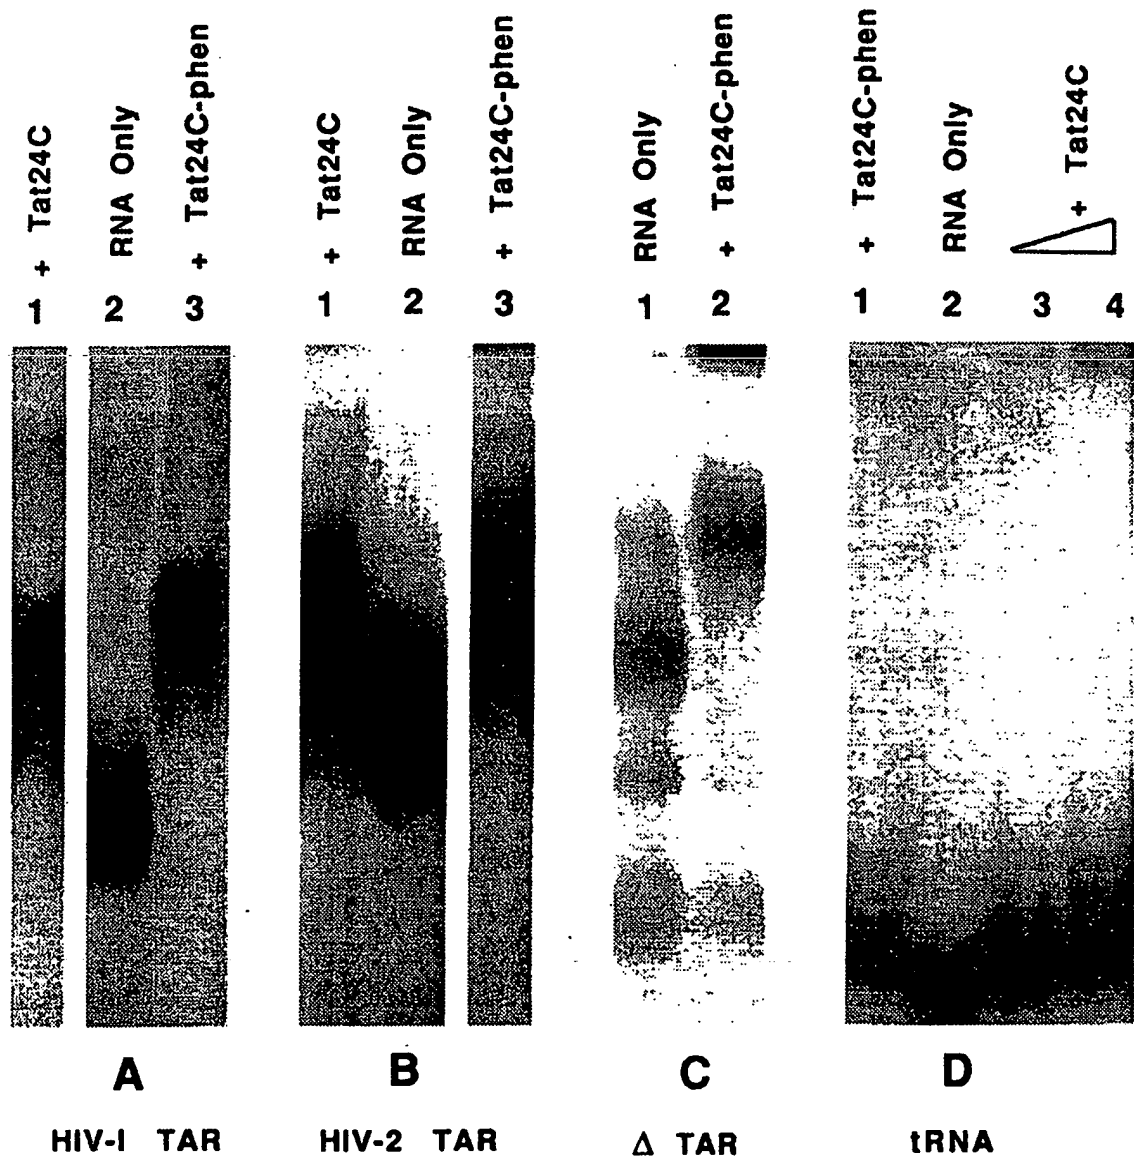 + Tat24C
RNA Only
+ Tat24C-phen
1
2
3
+ Tat24C
RNA Only
+ Tat24C-phen
1
2
3
RNA Only
+ Tat24C-phen
1
2
+ Tat24C-phen
RNA Only
+ Tat24C
1
2
3
4
A
B
C
D
HIV-I TAR
HIV-2 TAR
Δ TAR
tRNA